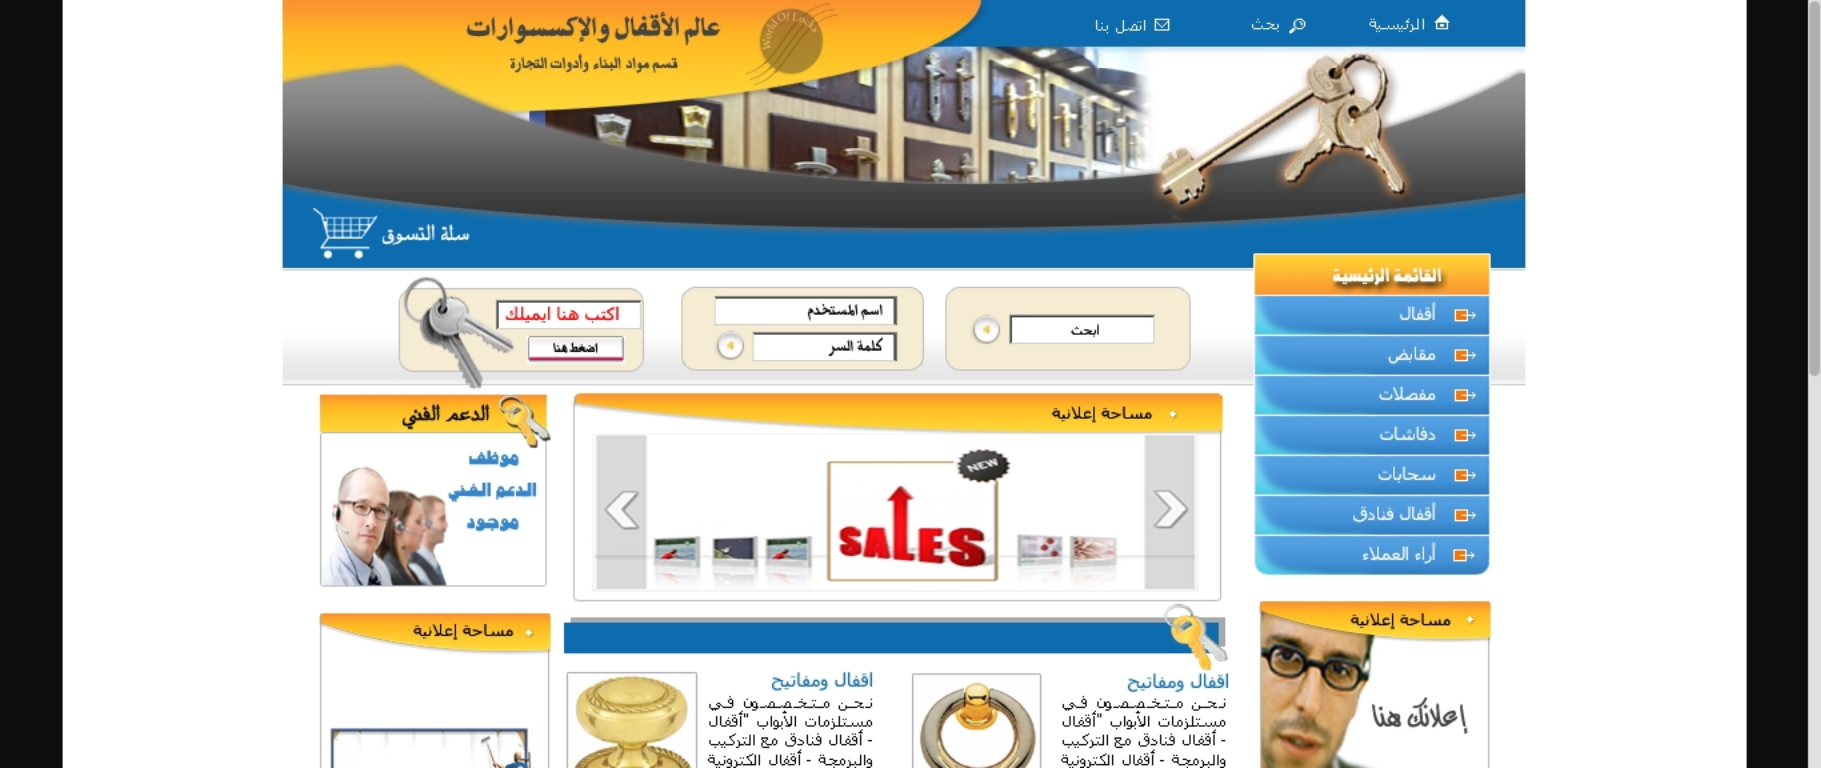 الرئيسية
بحث
اتصل بنا
عالم الأقفال والإكسسوارات
قسم مواد البناء وأدوات التجارة
World Of Locks
سلة التسوق
القائمة الرئيسية
أقفال
مقابض
مفصلات
دفاشات
سحابات
أقفال فنادق
أراء العملاء
ابحث
اسم المستخدم
كلمة السر
اكتب هنا ايميلك
اضغط هنا
مساحة إعلانية
NEW
SALES
الدعم الفني
موظف
الدعم الفني
موجود
مساحة إعلانية
إعلانك هنا
اقفال ومفاتيح
نحن متخصصون في
مستلزمات الأبواب "أقفال
- أقفال فنادق مع التركيب
والبرمجة - أقفال الكترونية
اقفال ومفاتيح
نحن متخصصون في
مستلزمات الأبواب "أقفال
- أقفال فنادق مع التركيب
والبرمجة - أقفال الكترونية
مساحة إعلانية